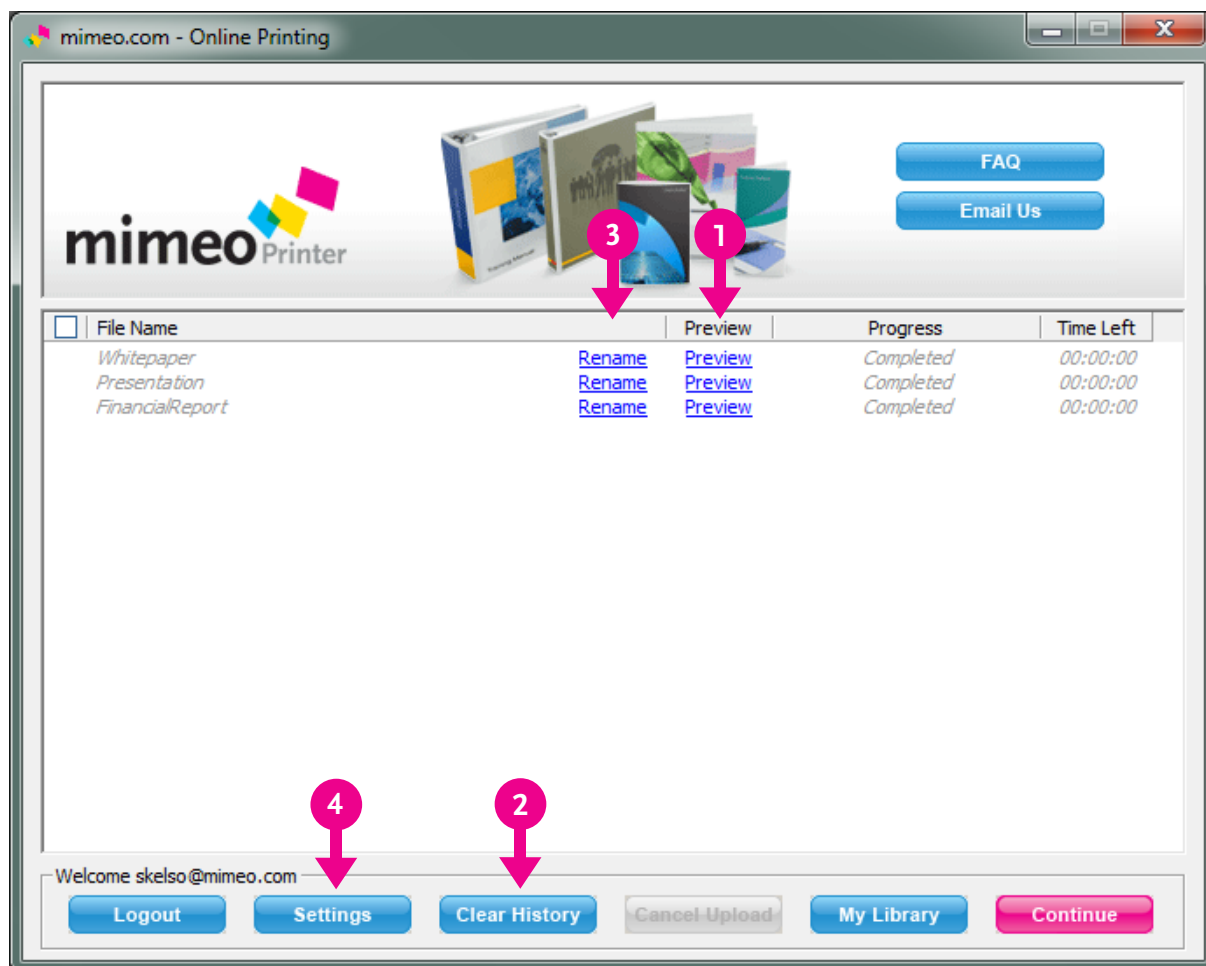 mimeo.com - Online Printing
mimeo Printer
FAQ
Email Us
3 1
File Name Preview Progress Time Left
Whitepaper Rename Preview Completed 00:00:00
Presentation Rename Preview Completed 00:00:00
FinancialReport Rename Preview Completed 00:00:00
4 2
Welcome skelso@mimeo.com
Logout Settings Clear History Cancel Upload My Library Continue